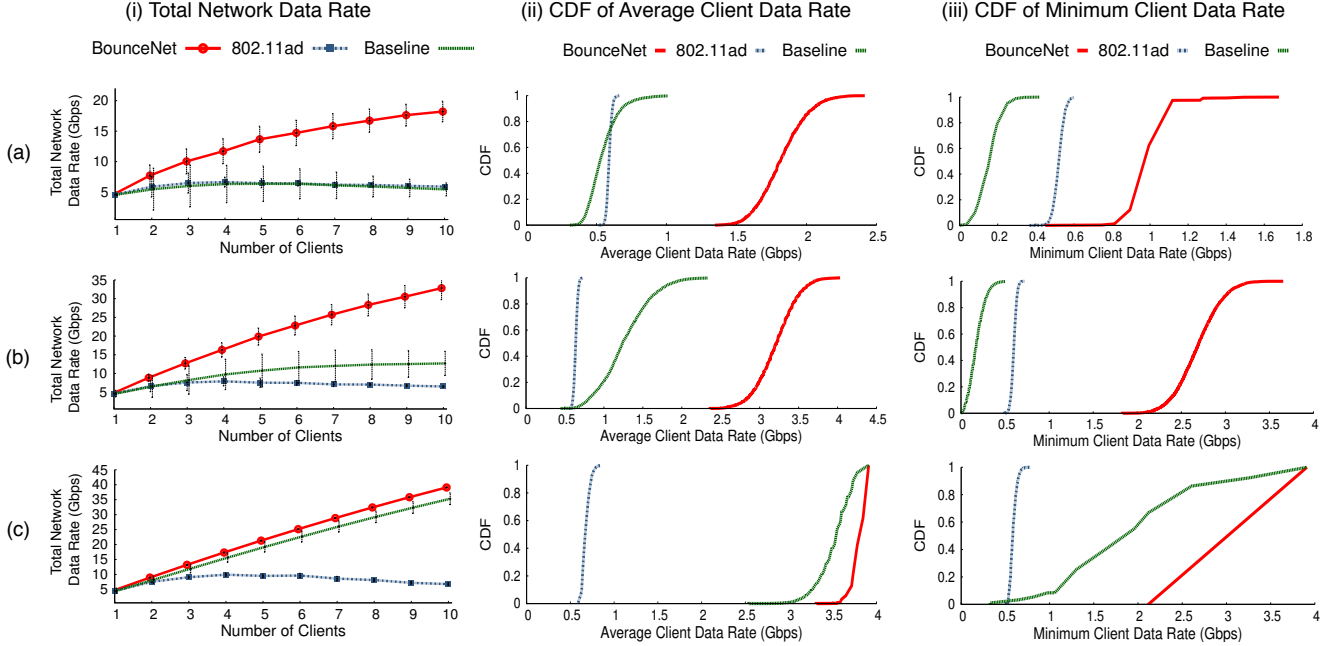 (i) Total Network Data Rate
(ii) CDF of Average Client Data Rate
(iii) CDF of Minimum Client Data Rate
BounceNet 802.11ad Baseline
BounceNet 802.11ad Baseline
BounceNet 802.11ad Baseline
(a)
Total Network
Data Rate (Gbps)
20
15
10
5
1 2 3 4 5 6 7 8 9 10
Number of Clients
CDF
1
0.8
0.6
0.4
0.2
0
0 0.5 1 1.5 2 2.5
Average Client Data Rate (Gbps)
CDF
1
0.8
0.6
0.4
0.2
0
0 0.2 0.4 0.6 0.8 1 1.2 1.4 1.6 1.8
Minimum Client Data Rate (Gbps)
(b)
Total Network
Data Rate (Gbps)
35
30
25
20
15
10
5
1 2 3 4 5 6 7 8 9 10
Number of Clients
CDF
1
0.8
0.6
0.4
0.2
0
0 0.5 1 1.5 2 2.5 3 3.5 4 4.5
Average Client Data Rate (Gbps)
CDF
1
0.8
0.6
0.4
0.2
0
0 0.5 1 1.5 2 2.5 3 3.5 4
Minimum Client Data Rate (Gbps)
(c)
Total Network
Data Rate (Gbps)
45
40
35
30
25
20
15
10
5
1 2 3 4 5 6 7 8 9 10
Number of Clients
CDF
1
0.8
0.6
0.4
0.2
0
0 0.5 1 1.5 2 2.5 3 3.5 4
Average Client Data Rate (Gbps)
CDF
1
0.8
0.6
0.4
0.2
0
0 0.5 1 1.5 2 2.5 3 3.5 4
Minimum Client Data Rate (Gbps)